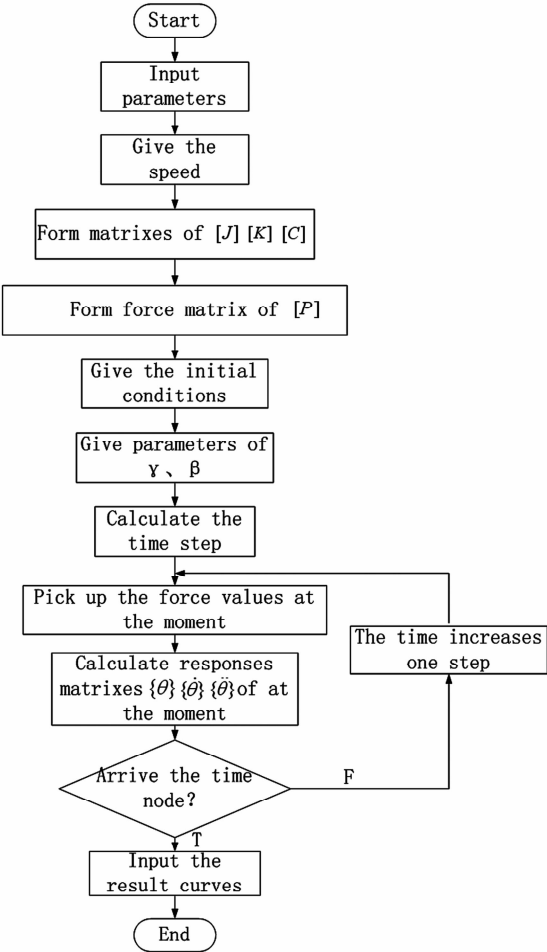 Start
Input
parameters
Give the
speed
Form matrixes of [J] [K] [C]
Form force matrix of [P]
Give the initial
conditions
Give parameters of
γ、β
Calculate the
time step
Pick up the force values at
the moment
The time increases
one step
Calculate responses
matrixes {θ} {θ̇} {θ̈} of at
the moment
Arrive the time
node?
F
T
Input the
result curves
End